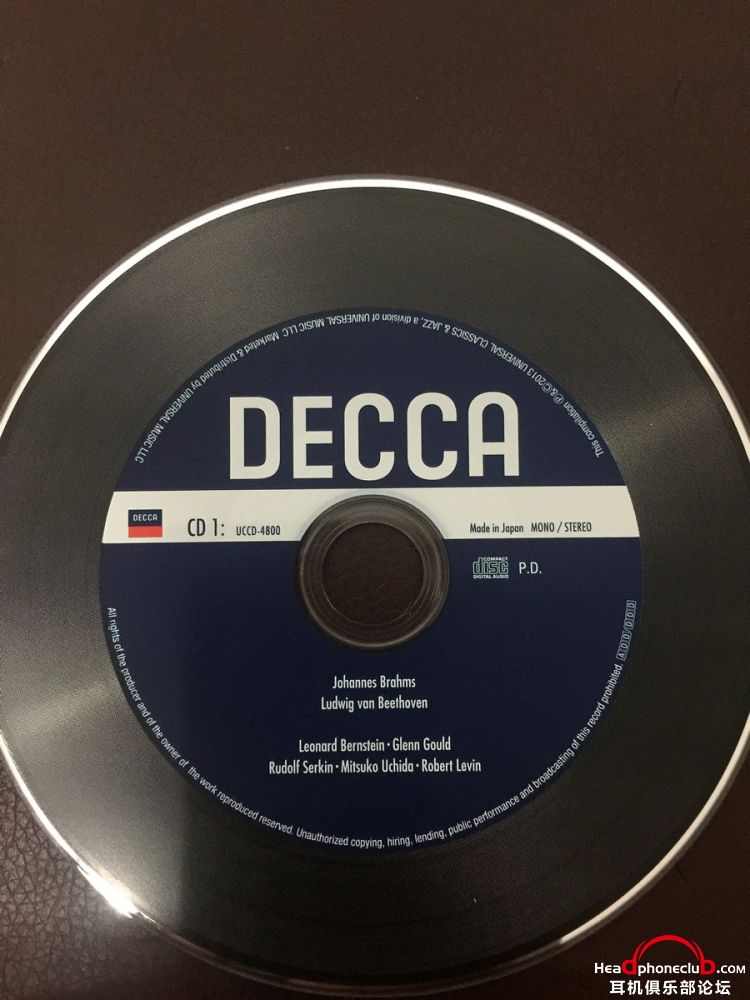 This compilation ℗&©2013 UNIVERSAL CLASSICS & JAZZ, a division of UNIVERSAL MUSIC LLC. Marketed & Distributed by UNIVERSAL MUSIC LLC
DECCA
DECCA
CD 1: UCCD-4800
Made in Japan MONO / STEREO
COMPACT
disc
DIGITAL AUDIO
P.D.
Johannes Brahms
Ludwig van Beethoven
Leonard Bernstein · Glenn Gould
Rudolf Serkin · Mitsuko Uchida · Robert Levin
All rights of the producer and of the owner of the work reproduced reserved. Unauthorized copying, hiring, lending, public performance and broadcasting of this record prohibited. ADD/DDD
Headphoneclub.com
耳机俱乐部论坛